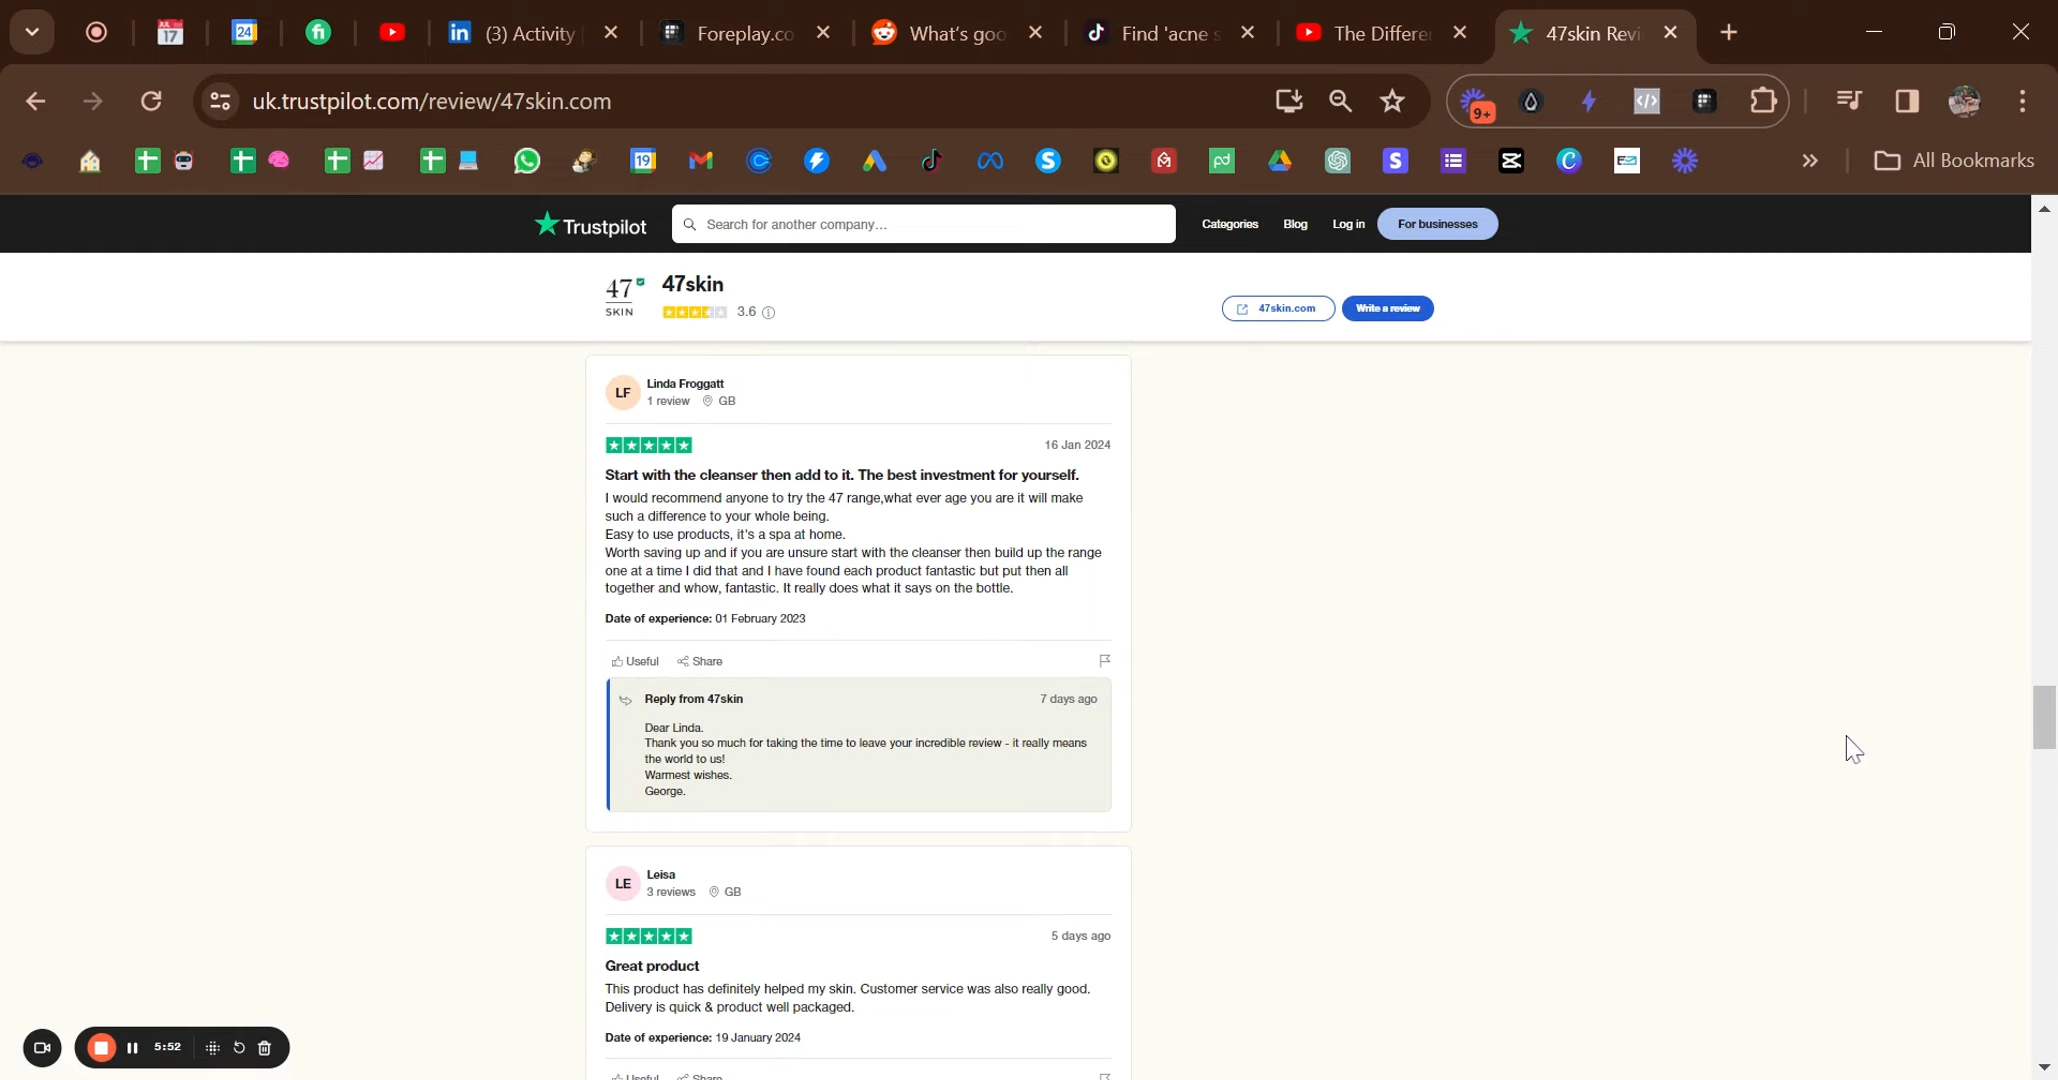 JUL
17
24
fi
in
(3) Activity
Foreplay.co
What's goo
Find 'acne s
The Differe
47skin Revi
uk.trustpilot.com/review/47skin.com
9+
19
pd
S
S
All Bookmarks
Trustpilot
Search for another company...
Categories
Blog
Log in
For businesses
47
SKIN
47skin
3.6
47skin.com
Write a review
LF
Linda Froggatt
1 review
GB
16 Jan 2024
Start with the cleanser then add to it. The best investment for yourself.
I would recommend anyone to try the 47 range,what ever age you are it will make
such a difference to your whole being.
Easy to use products, it's a spa at home.
Worth saving up and if you are unsure start with the cleanser then build up the range
one at a time I did that and I have found each product fantastic but put then all
together and whow, fantastic. It really does what it says on the bottle.
Date of experience: 01 February 2023
Useful
Share
Reply from 47skin
7 days ago
Dear Linda.
Thank you so much for taking the time to leave your incredible review - it really means
the world to us!
Warmest wishes.
George.
LE
Leisa
3 reviews
GB
5 days ago
Great product
This product has definitely helped my skin. Customer service was also really good.
Delivery is quick & product well packaged.
Date of experience: 19 January 2024
Useful
Share
5:52